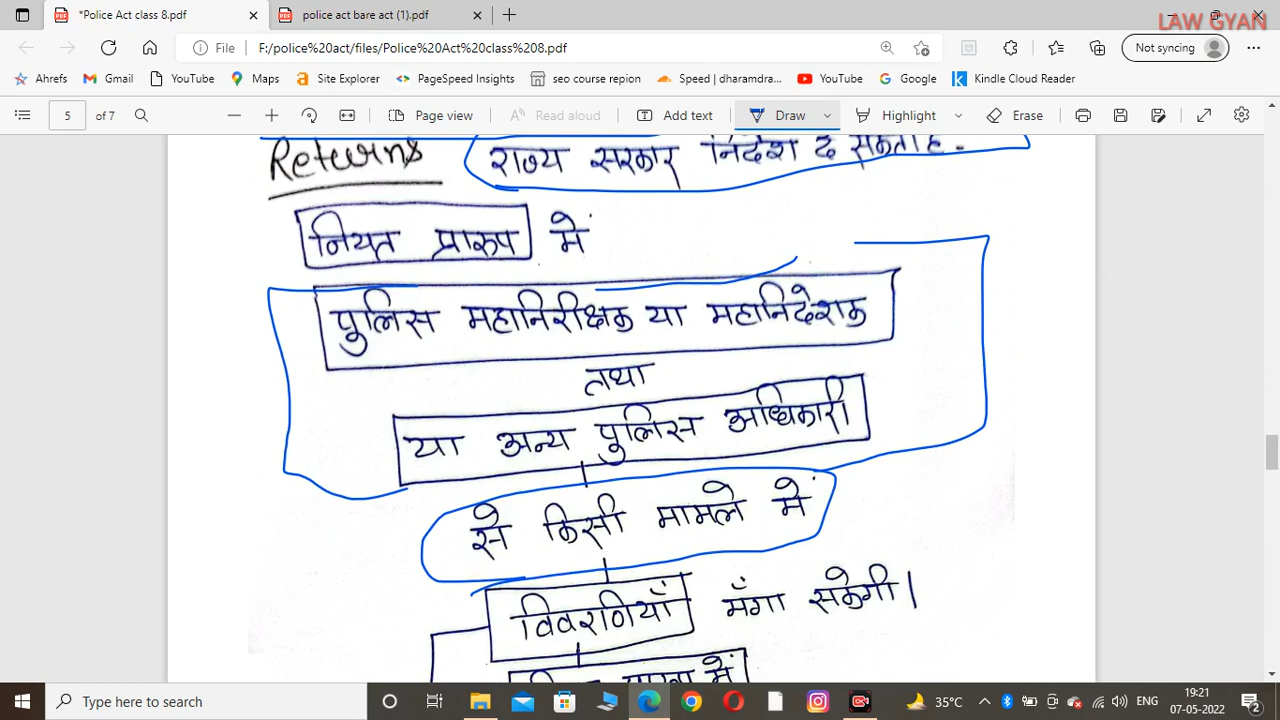 *Police Act class 8.pdf
police act bare act (1).pdf
LAW GYAN
File F:/police%20act/files/Police%20Act%20class%208.pdf
Not syncing
Ahrefs Gmail YouTube Maps Site Explorer PageSpeed Insights seo course repion Speed | dharamdra... YouTube Google Kindle Cloud Reader
5 of 7 Page view Read aloud Add text Draw Highlight Erase
Returns राज्य सरकार निर्देश दे सकता है.
नियत प्रारूप में
पुलिस महानिरीक्षक या महानिदेशक
तथा
या अन्य पुलिस अधिकारी
से किसी मामले में
विवरणियाँ मँगा सकेगी।
में
Type here to search
35°C ENG 19:21
07-05-2022
2